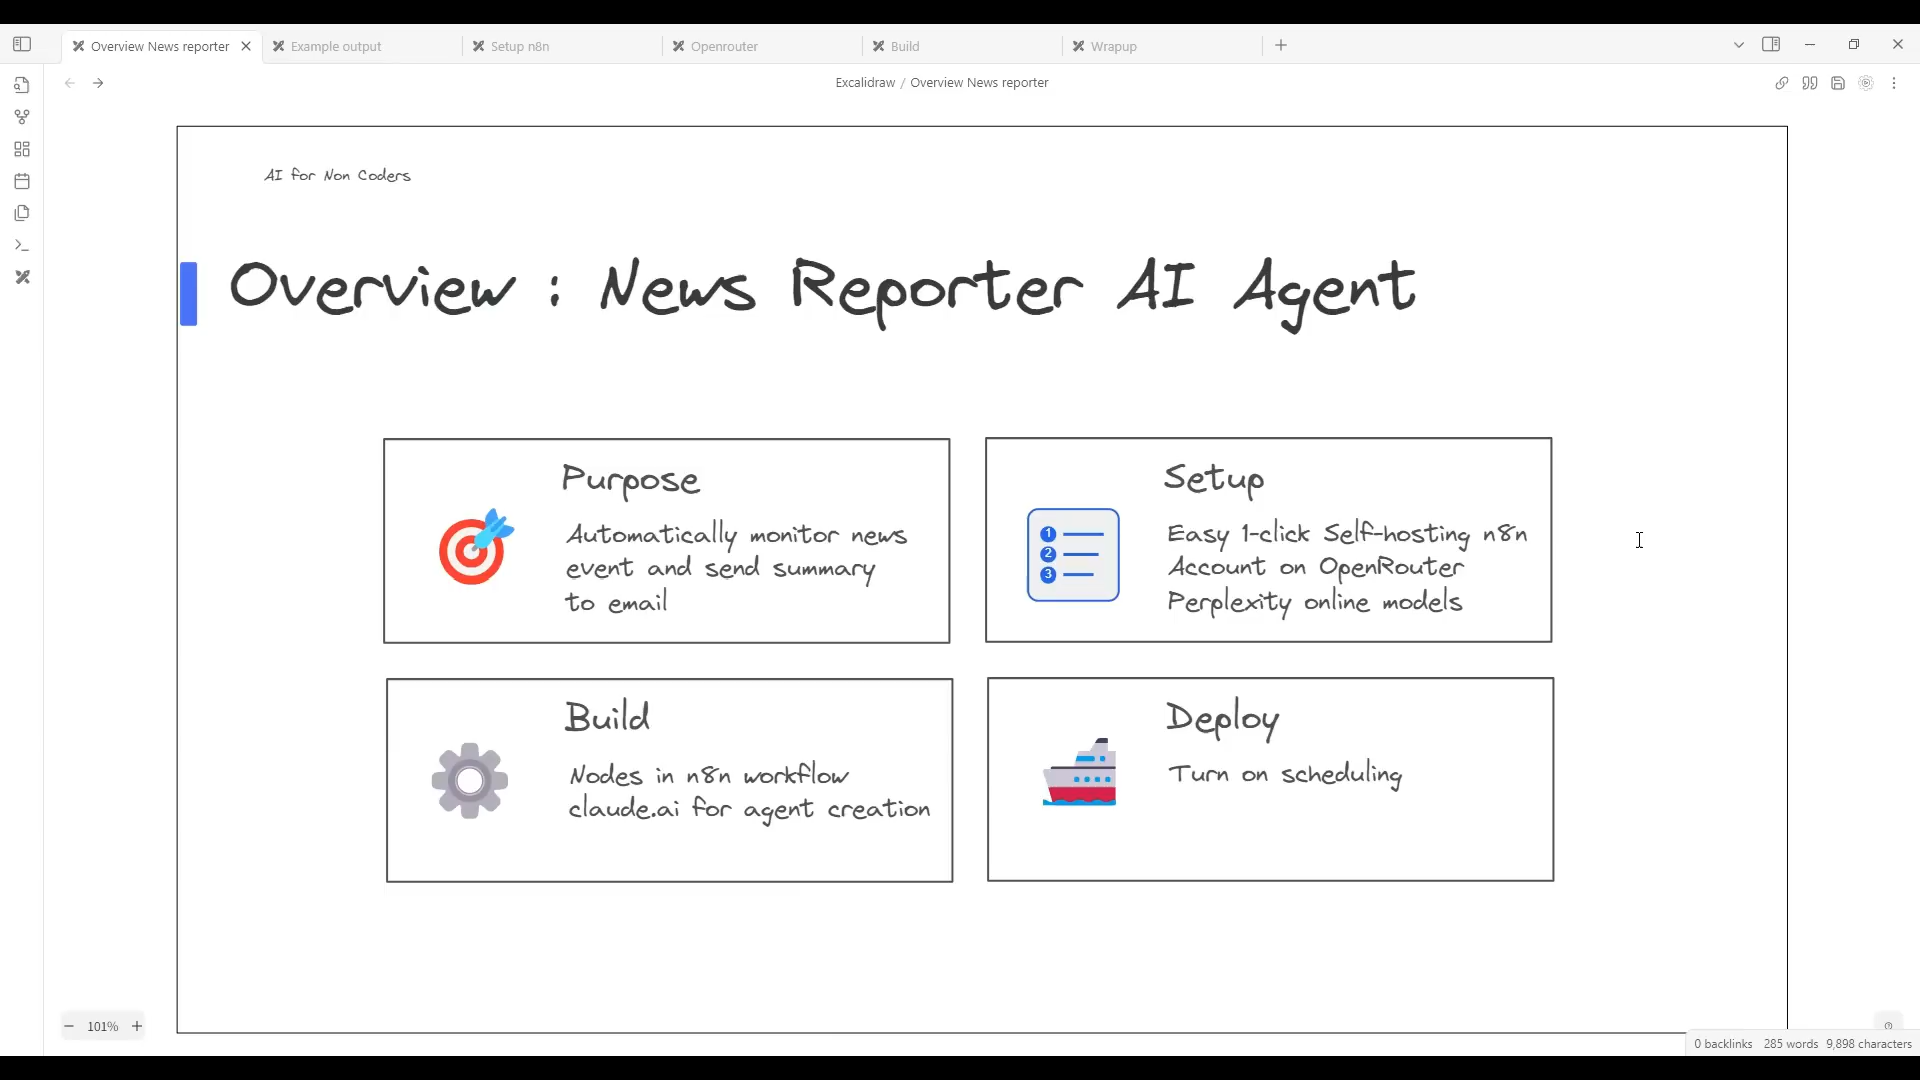 Overview News reporter
Example output
Setup n8n
Openrouter
Build
Wrapup
Excalidraw / Overview News reporter
AI for Non Coders
Overview : News Reporter AI Agent
Purpose
Automatically monitor news
event and send summary
to email
Setup
1
2
3
Easy 1-click Self-hosting n8n
Account on OpenRouter
Perplexity online models
Build
Nodes in n8n workflow
claude.ai for agent creation
Deploy
Turn on scheduling
101%
0 backlinks 285 words 9,898 characters